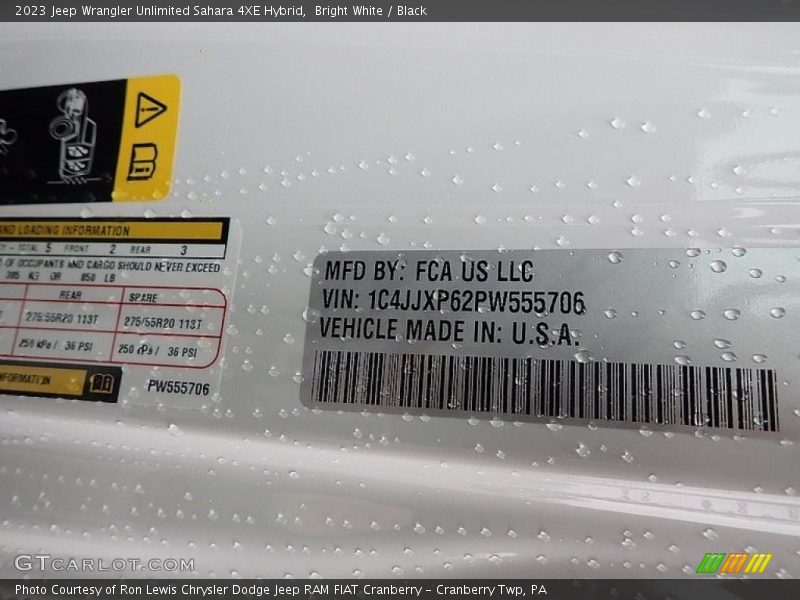 2023 Jeep Wrangler Unlimited Sahara 4XE Hybrid, Bright White / Black
AND LOADING INFORMATION
TOTAL 5 FRONT 2 REAR 3
OF OCCUPANTS AND CARGO SHOULD NEVER EXCEED
385 KG OR 850 LB
REAR SPARE
275/55R20 113T 275/55R20 113T
250 kPa / 36 PSI 250 kPa / 36 PSI
INFORMATION
PW555706
MFD BY: FCA US LLC
VIN: 1C4JJXP62PW555706
VEHICLE MADE IN: U.S.A.
GTCARLOT.COM
Photo Courtesy of Ron Lewis Chrysler Dodge Jeep RAM FIAT Cranberry - Cranberry Twp, PA